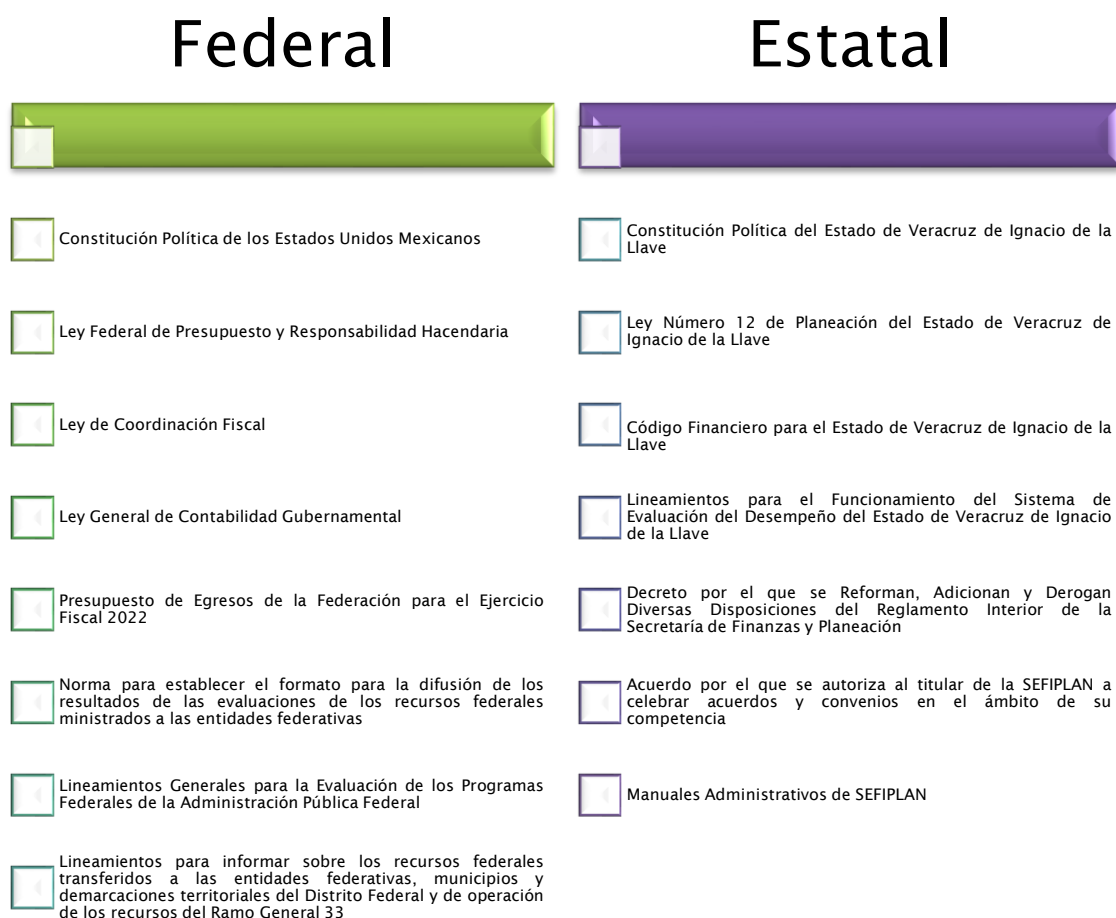 Federal
Constitución Política de los Estados Unidos Mexicanos
Ley Federal de Presupuesto y Responsabilidad Hacendaria
Ley de Coordinación Fiscal
Ley General de Contabilidad Gubernamental
Presupuesto de Egresos de la Federación para el Ejercicio
Fiscal 2022
Norma para establecer el formato para la difusión de los
resultados de las evaluaciones de los recursos federales
ministrados a las entidades federativas
Lineamientos Generales para la Evaluación de los Programas
Federales de la Administración Pública Federal
Lineamientos para informar sobre los recursos federales
transferidos a las entidades federativas, municipios y
demarcaciones territoriales del Distrito Federal y de operación
de los recursos del Ramo General 33
Estatal
Constitución Política del Estado de Veracruz de Ignacio de la
Llave
Ley Número 12 de Planeación del Estado de Veracruz de
Ignacio de la Llave
Código Financiero para el Estado de Veracruz de Ignacio de la
Llave
Lineamientos para el Funcionamiento del Sistema de
Evaluación del Desempeño del Estado de Veracruz de Ignacio
de la Llave
Decreto por el que se Reforman, Adicionan y Derogan
Diversas Disposiciones del Reglamento Interior de la
Secretaría de Finanzas y Planeación
Acuerdo por el que se autoriza al titular de la SEFIPLAN a
celebrar acuerdos y convenios en el ámbito de su
competencia
Manuales Administrativos de SEFIPLAN